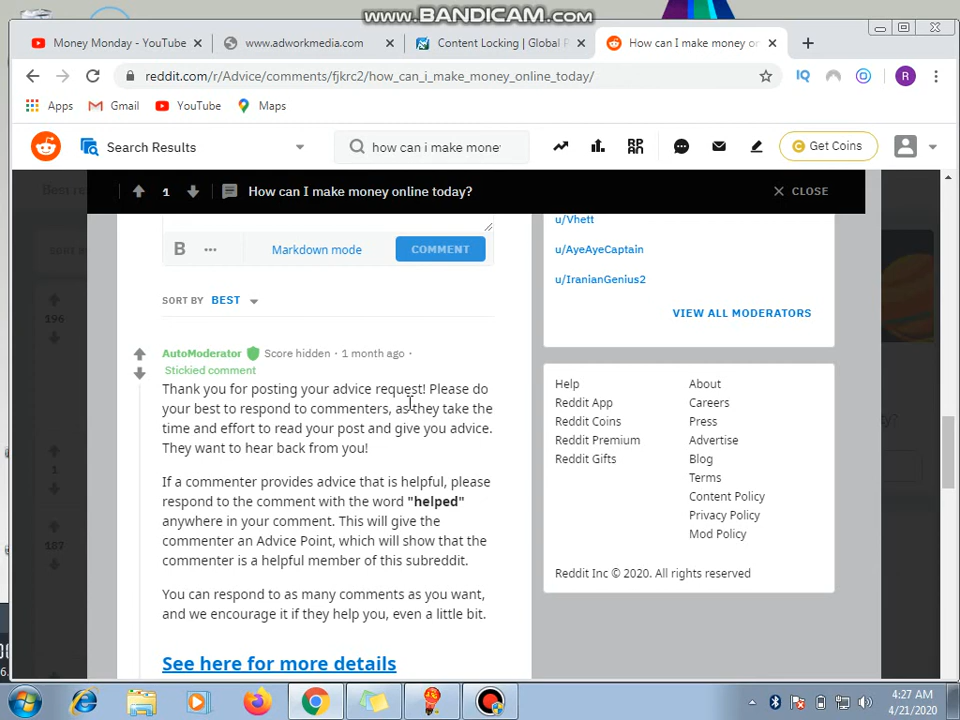 www.BANDICAM.com
Money Monday - YouTube
www.adworkmedia.com
Content Locking | Global P
How can I make money or
reddit.com/r/Advice/comments/fjkrc2/how_can_i_make_money_online_today/
IQ
R
Apps
Gmail
YouTube
Maps
Search Results
how can i make mone
Get Coins
1
How can I make money online today?
CLOSE
196
1
187
B
Markdown mode
COMMENT
SORT BY BEST
AutoModerator Score hidden · 1 month ago ·
Stickied comment
Thank you for posting your advice request! Please do
your best to respond to commenters, as they take the
time and effort to read your post and give you advice.
They want to hear back from you!
If a commenter provides advice that is helpful, please
respond to the comment with the word "helped"
anywhere in your comment. This will give the
commenter an Advice Point, which will show that the
commenter is a helpful member of this subreddit.
You can respond to as many comments as you want,
and we encourage it if they help you, even a little bit.
See here for more details
u/Vhett
u/AyeAyeCaptain
u/IranianGenius2
VIEW ALL MODERATORS
Help
About
Reddit App
Careers
Reddit Coins
Press
Reddit Premium
Advertise
Reddit Gifts
Blog
Terms
Content Policy
Privacy Policy
Mod Policy
Reddit Inc © 2020. All rights reserved
4:27 AM
4/21/2020